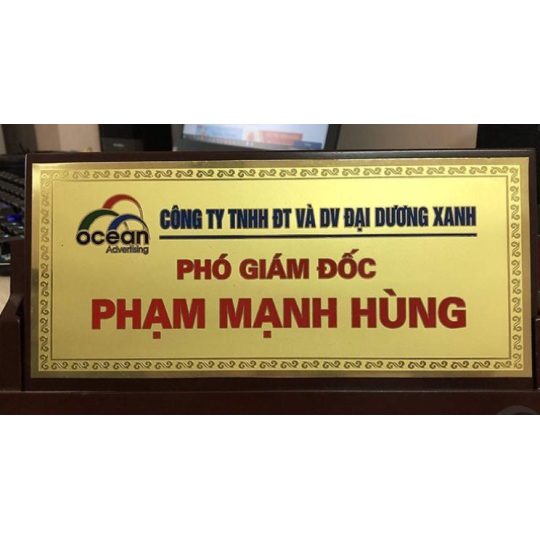 ocean
Advertising
CÔNG TY TNHH ĐT VÀ DV ĐẠI DƯƠNG XANH
PHÓ GIÁM ĐỐC
PHẠM MẠNH HÙNG